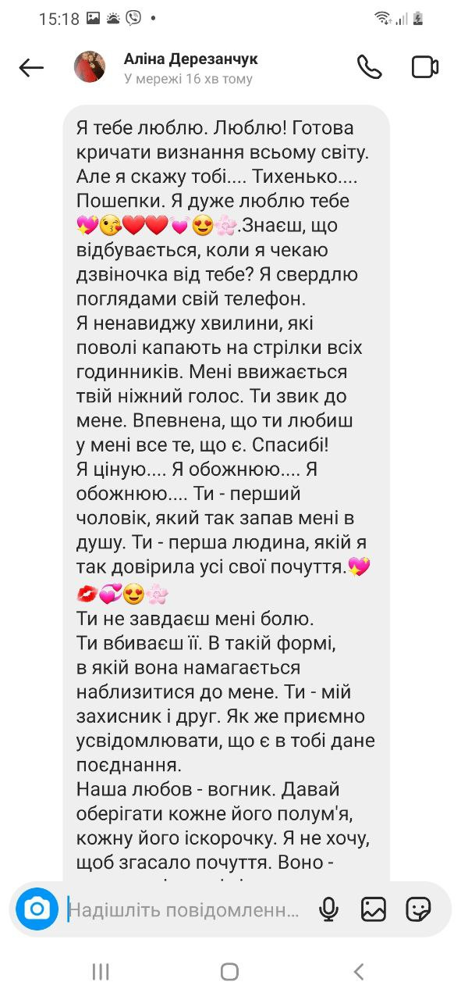 15:18
Аліна Дерезанчук
У мережі 16 хв тому
Я тебе люблю. Люблю! Готова
кричати визнання всьому світу.
Але я скажу тобі.... Тихенько....
Пошепки. Я дуже люблю тебе
💖😘❤️❤️💓😍🌸.Знаєш, що
відбувається, коли я чекаю
дзвіночка від тебе? Я свердлю
поглядами свій телефон.
Я ненавиджу хвилини, які
поволі капають на стрілки всіх
годинників. Мені ввижається
твій ніжний голос. Ти звик до
мене. Впевнена, що ти любиш
у мені все те, що є. Спасибі!
Я ціную.... Я обожнюю.... Я
обожнюю.... Ти - перший
чоловік, який так запав мені в
душу. Ти - перша людина, якій я
так довірила усі свої почуття.💖
💋💞😍🌸
Ти не завдаєш мені болю.
Ти вбиваєш її. В такій формі,
в якій вона намагається
наблизитися до мене. Ти - мій
захисник і друг. Як же приємно
усвідомлювати, що є в тобі дане
поєднання.
Наша любов - вогник. Давай
оберігати кожне його полум'я,
кожну його іскорочку. Я не хочу,
щоб згасало почуття. Воно -
Надішліть повідомленн...